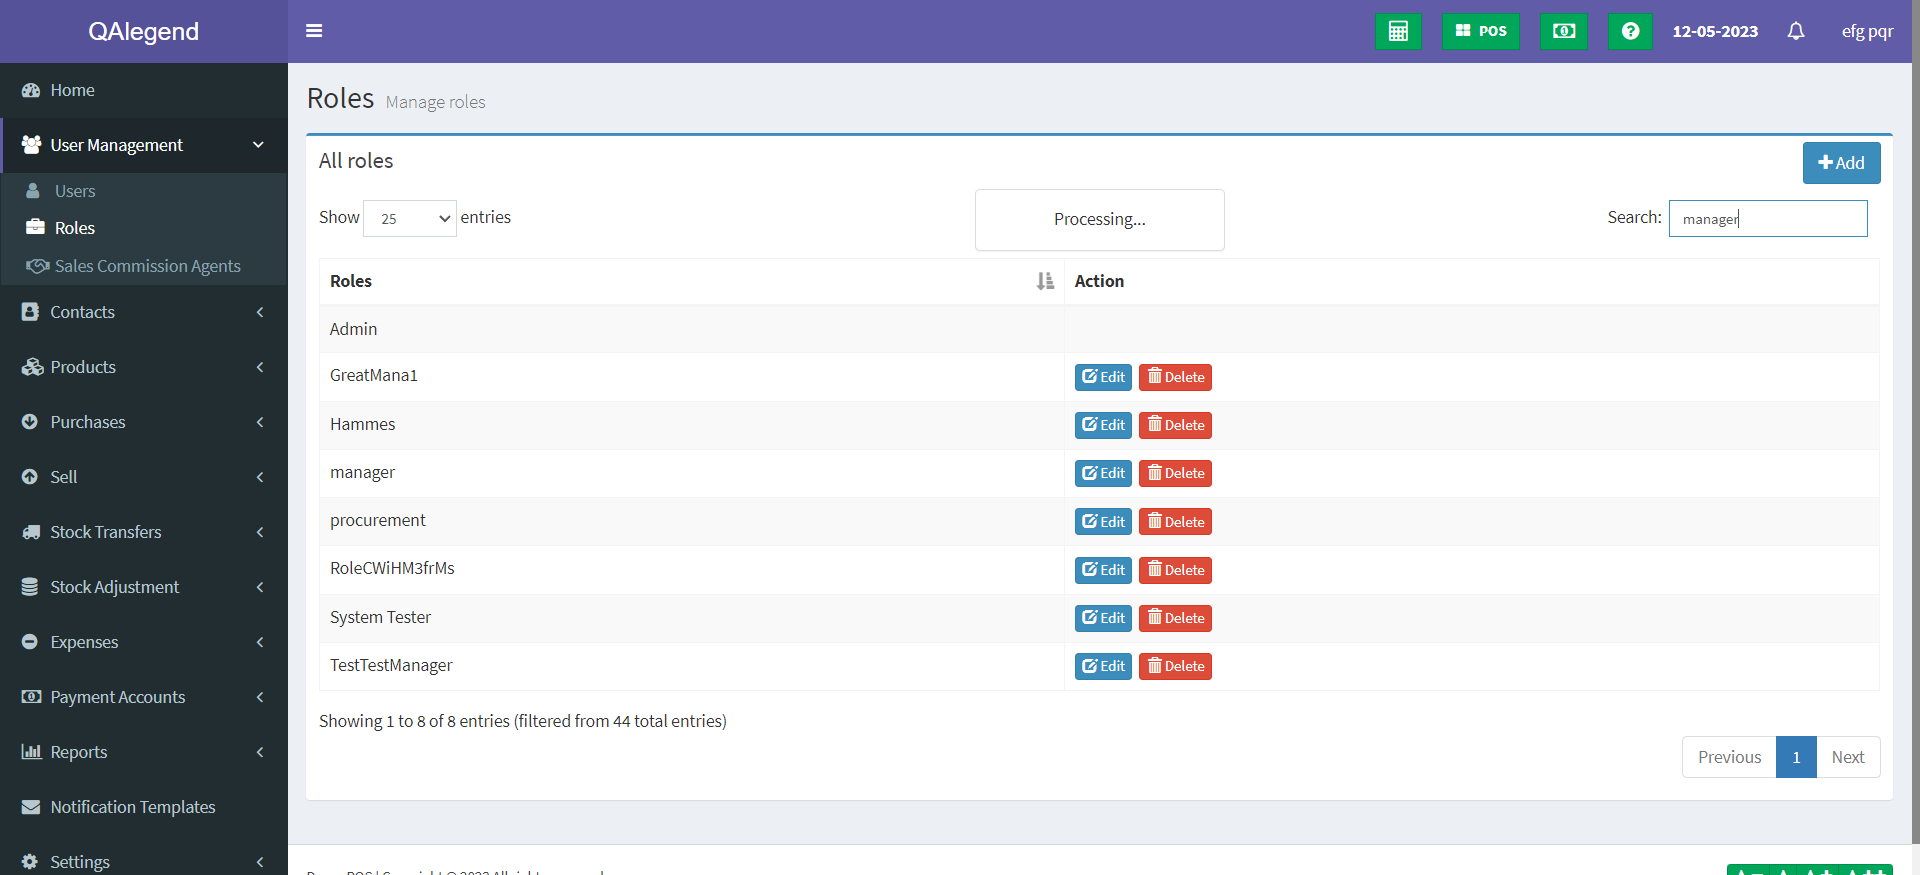 QAlegend
POS
12-05-2023
efg pqr
Home
User Management
Users
Roles
Sales Commission Agents
Contacts
Products
Purchases
Sell
Stock Transfers
Stock Adjustment
Expenses
Payment Accounts
Reports
Notification Templates
Settings
Roles Manage roles
All roles
Add
Show 25 entries
Processing...
Search: manager
Roles Action
Admin
GreatMana1 Edit Delete
Hammes Edit Delete
manager Edit Delete
procurement Edit Delete
RoleCWiHM3frMs Edit Delete
System Tester Edit Delete
TestTestManager Edit Delete
Showing 1 to 8 of 8 entries (filtered from 44 total entries)
Previous 1 Next